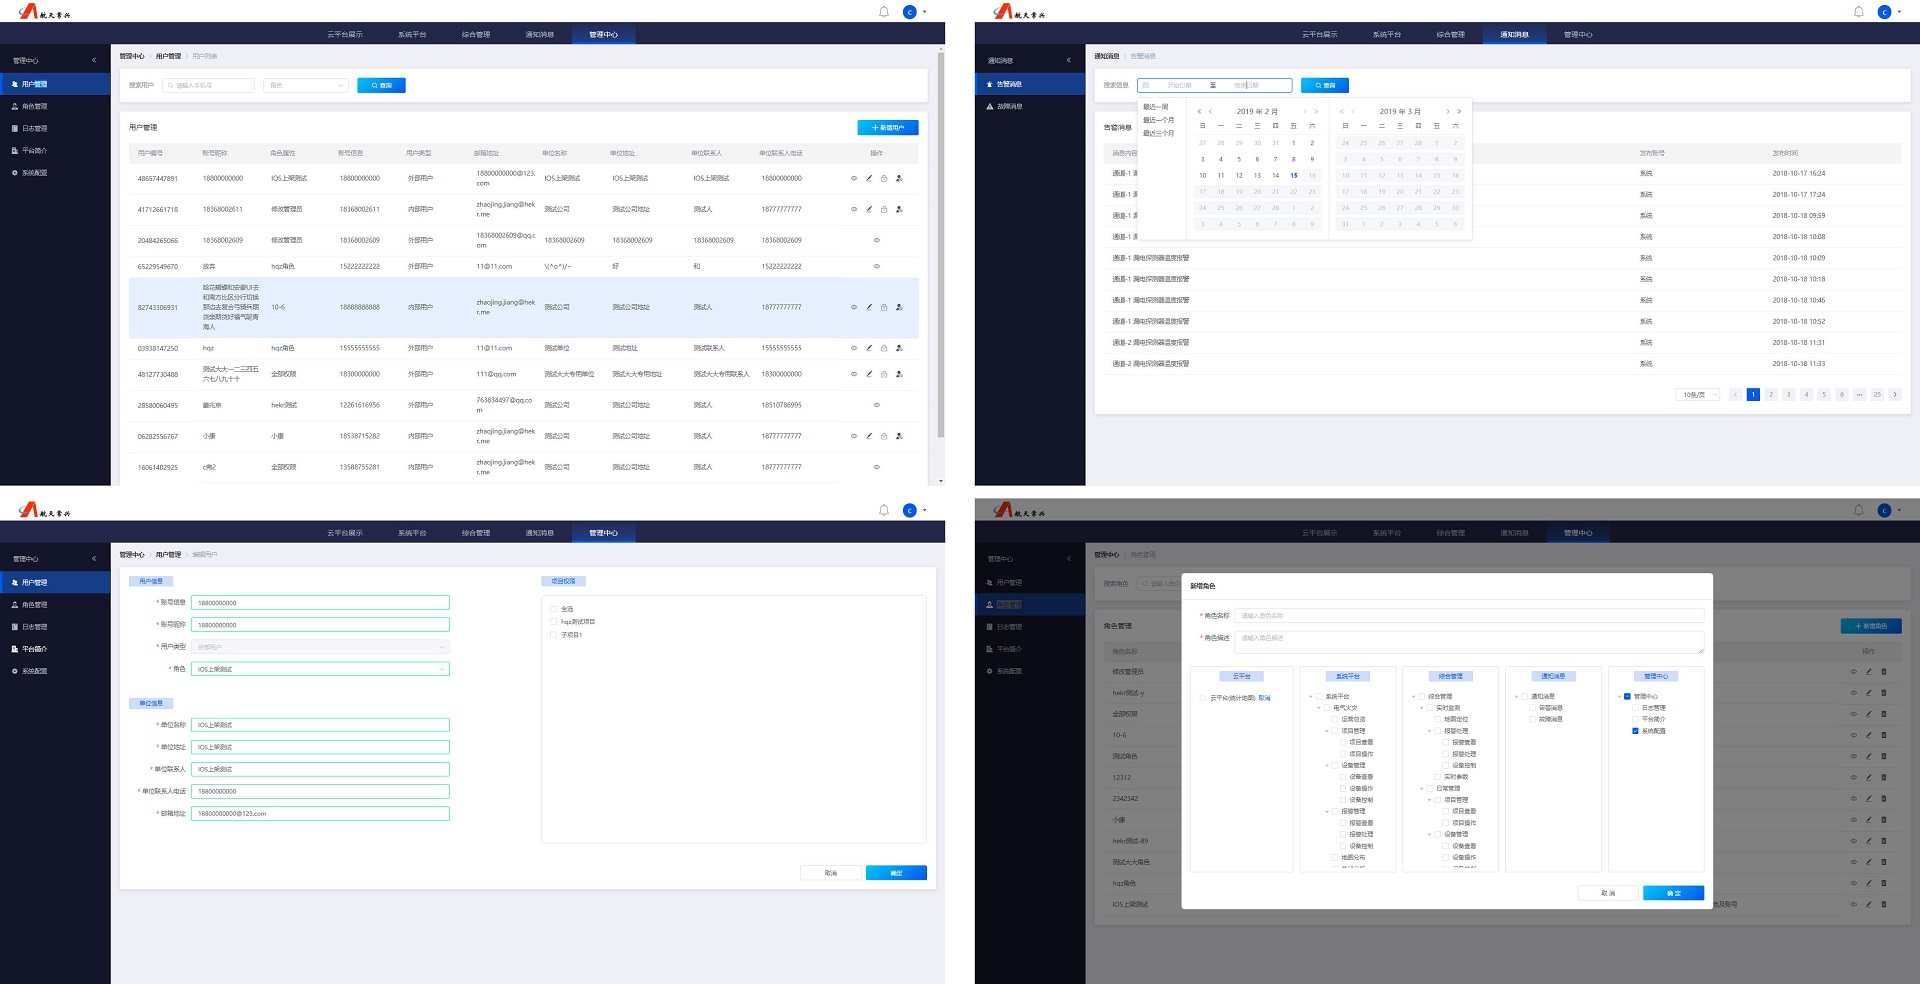 航天常兴
云平台展示 系统平台 综合管理 通知消息 管理中心
管理中心
用户管理
角色管理
日志管理
平台简介
系统配置
管理中心 > 用户管理 > 用户列表
搜索用户 请输入手机号 角色 查询
用户管理
+ 新增用户
用户编号 账号昵称 角色属性 账号信息 用户类型 邮箱地址 单位名称 单位地址 单位联系人 单位联系人电话 操作
48657447891 18800000000 IOS上架测试 18800000000 外部用户 18800000000@123.com IOS上架测试 IOS上架测试 IOS上架测试 18800000000
41712661718 18368002611 修改管理员 18368002611 内部用户 zhaojing.jiang@hekr.me 测试公司 测试公司地址 测试人 18777777777
20484265066 18368002609 修改管理员 18368002609 外部用户 18368002609@qq.com 18368002609 18368002609 18368002609 18368002609
65229549670 放弃 hqz角色 15222222222 外部用户 11@11.com \(^o^)/~ 好 和 15222222222
82743306931 10-6 18888888888 内部用户 zhaojing.jiang@hekr.me 测试公司 测试公司地址 测试人 18777777777
03938147250 hqz hqz角色 15555555555 外部用户 11@11.com 测试单位 测试地址 测试联系人 15555555555
48127730488 测试大大一二三四五六七八九十 全部权限 18300000000 外部用户 111@qq.com 测试大大专用单位 测试大大专用地址 测试大大专用联系人 18300000000
28580060495 hekr测试 12261616956 外部用户 763834497@qq.com 测试公司 测试公司地址 测试人 18510786995
06282556767 小康 小康 18538715282 内部用户 zhaojing.jiang@hekr.me 测试公司 测试公司地址 测试人 18777777777
16061402925 c弗2 全部权限 13588755281 内部用户 zhaojing.jiang@hekr.me 测试公司 测试公司地址 测试人 18777777777
航天常兴
云平台展示 系统平台 综合管理 通知消息 管理中心
通知消息
告警消息
故障消息
通知消息 > 告警消息
搜索信息 开始日期 至 结束日期 查询
最近一周
最近一个月
最近三个月
2019 年 2 月 2019 年 3 月
日 一 二 三 四 五 六 日 一 二 三 四 五 六
27 28 29 30 31 1 2 24 25 26 27 28 1 2
3 4 5 6 7 8 9 3 4 5 6 7 8 9
10 11 12 13 14 15 16 10 11 12 13 14 15 16
17 18 19 20 21 22 23 17 18 19 20 21 22 23
24 25 26 27 28 1 2 24 25 26 27 28 29 30
3 4 5 6 7 8 9 31 1 2 3 4 5 6
告警消息
消息内容 发布账号 发布时间
通道-1 系统 2018-10-17 16:24
通道-1 系统 2018-10-17 17:24
通道-1 系统 2018-10-18 09:59
通道-1 系统 2018-10-18 10:08
通道-1 漏电探测器温度报警 系统 2018-10-18 10:09
通道-1 漏电探测器温度报警 系统 2018-10-18 10:18
通道-1 漏电探测器温度报警 系统 2018-10-18 10:46
通道-1 漏电探测器温度报警 系统 2018-10-18 10:52
通道-2 漏电探测器温度报警 系统 2018-10-18 11:31
通道-2 漏电探测器温度报警 系统 2018-10-18 11:33
10条/页 1 2 3 4 5 6 ··· 25
航天常兴
云平台展示 系统平台 综合管理 通知消息 管理中心
管理中心
用户管理
角色管理
日志管理
平台简介
系统配置
管理中心 > 用户管理 > 编辑用户
用户信息
* 账号信息 18800000000
* 账号昵称 18800000000
* 用户类型 外部用户
* 角色 IOS上架测试
单位信息
* 单位名称 IOS上架测试
* 单位地址 IOS上架测试
* 单位联系人 IOS上架测试
* 单位联系人电话 18800000000
* 邮箱地址 18800000000@123.com
项目权限
全选
hqz测试项目
子项目1
取消 确定
航天常兴
云平台展示 系统平台 综合管理 通知消息 管理中心
管理中心
用户管理
角色管理
日志管理
平台简介
系统配置
管理中心 > 角色管理
搜索角色 请输入角色
角色管理
+ 新增角色
角色名称 操作
修改管理员
hekr测试-y
全部权限
10-6
测试角色
12312
2342342
小康
hekr测试-89
测试大大角色
hqz角色
IOS上架测试
新增角色
* 角色名称 请输入角色名称
* 角色描述 请输入角色描述
云平台
云平台(统计地图) 取消
系统平台
系统平台
电气火灾
运营总览
项目管理
项目查看
项目操作
设备管理
设备查看
设备操作
设备控制
报警管理
报警查看
报警处理
设备控制
地图分布
综合管理
综合管理
实时监测
地图定位
报警处理
报警查看
报警处理
设备控制
实时参数
日常管理
项目管理
项目查看
项目操作
设备管理
设备查看
设备操作
通知消息
通知消息
告警消息
故障消息
管理中心
管理中心
日志管理
平台简介
系统配置
取 消 确 定